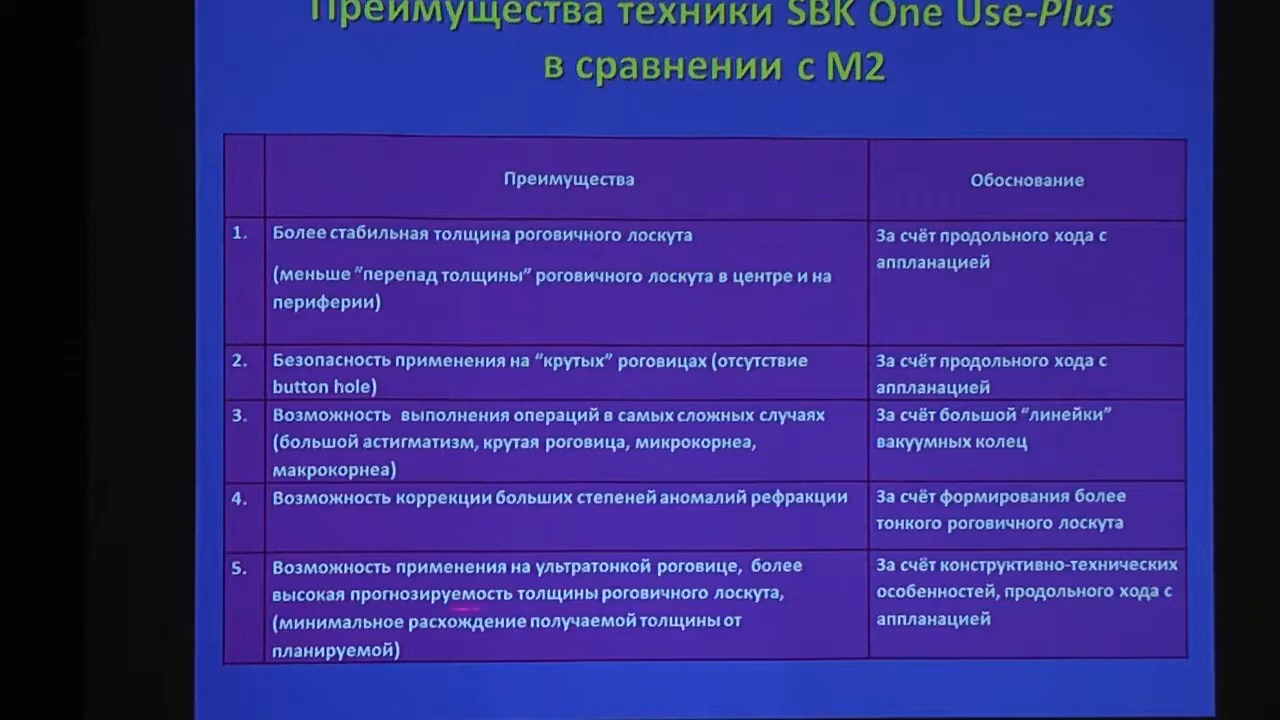 Преимущества техники SBK One Use-Plus
в сравнении с М2
Преимущества
Обоснование
1.
Более стабильная толщина роговичного лоскута
(меньше “перепад толщины” роговичного лоскута в центре и на
периферии)
За счёт продольного хода с
аппланацией
2.
Безопасность применения на “крутых” роговицах (отсутствие
button hole)
За счёт продольного хода с
аппланацией
3.
Возможность выполнения операций в самых сложных случаях
(большой астигматизм, крутая роговица, микрокорнеа,
макрокорнеа)
За счёт большой “линейки”
вакуумных колец
4.
Возможность коррекции больших степеней аномалий рефракции
За счёт формирования более
тонкого роговичного лоскута
5.
Возможность применения на ультратонкой роговице, более
высокая прогнозируемость толщины роговичного лоскута,
(минимальное расхождение получаемой толщины от
планируемой)
За счёт конструктивно-технических
особенностей, продольного хода с
аппланацией